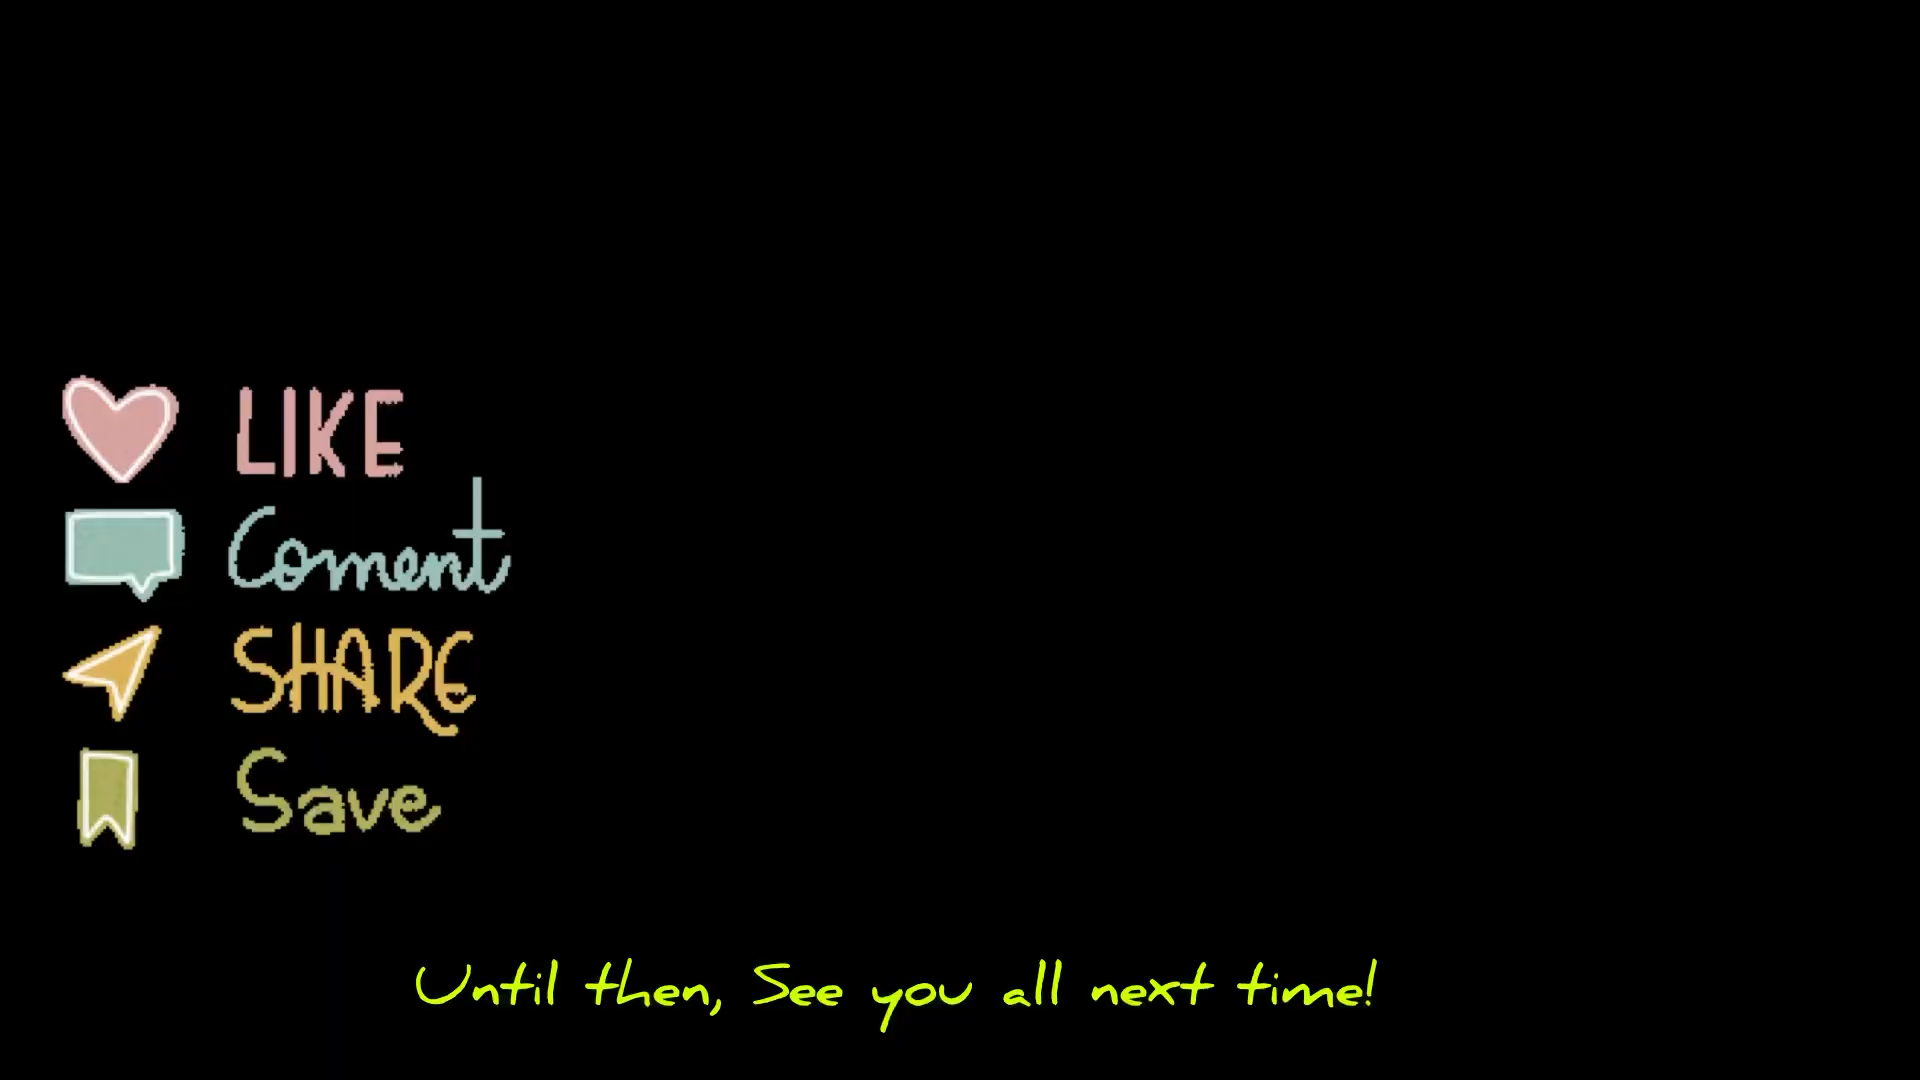 LIKE
Coment
SHARE
Save
Until then, See you all next time!